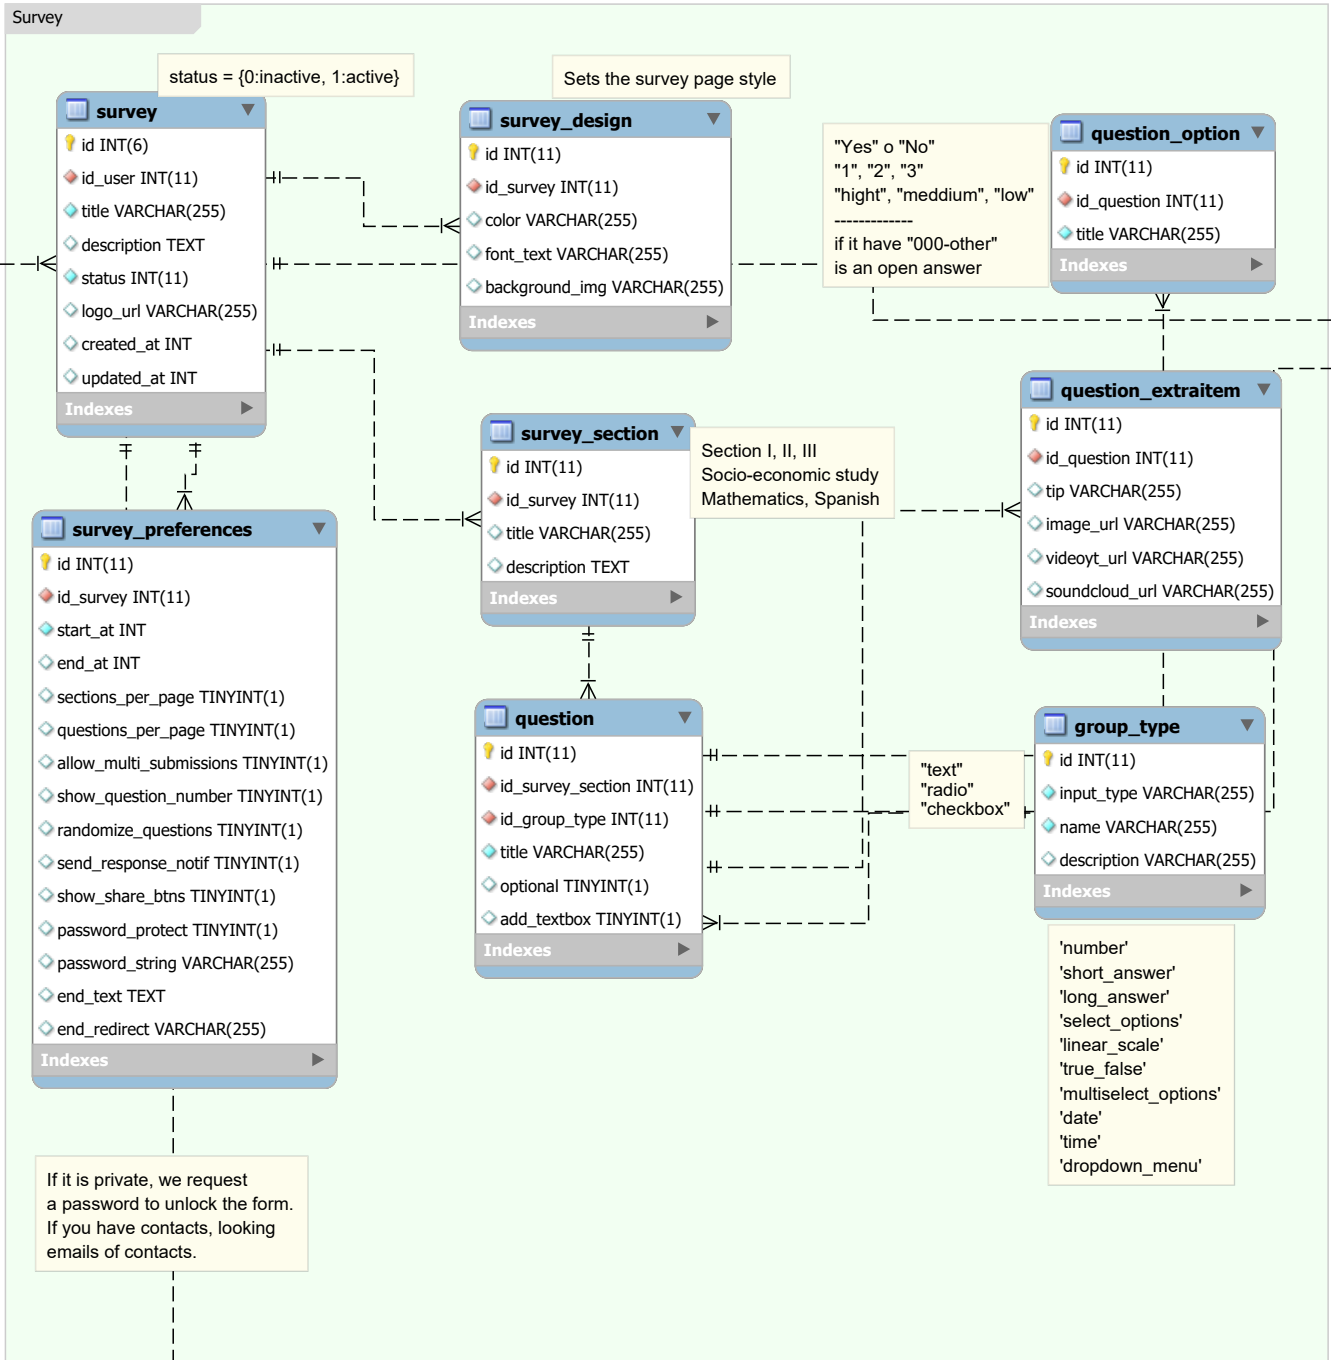 Survey
status = {0:inactive, 1:active}
survey
id INT(6)
id_user INT(11)
title VARCHAR(255)
description TEXT
status INT(11)
logo_url VARCHAR(255)
created_at INT
updated_at INT
Indexes
Sets the survey page style
survey_design
id INT(11)
id_survey INT(11)
color VARCHAR(255)
font_text VARCHAR(255)
background_img VARCHAR(255)
Indexes
"Yes" o "No"
"1", "2", "3"
"hight", "meddium", "low"
-------------
if it have "000-other"
is an open answer
question_option
id INT(11)
id_question INT(11)
title VARCHAR(255)
Indexes
survey_section
id INT(11)
id_survey INT(11)
title VARCHAR(255)
description TEXT
Indexes
Section I, II, III
Socio-economic study
Mathematics, Spanish
question_extraitem
id INT(11)
id_question INT(11)
tip VARCHAR(255)
image_url VARCHAR(255)
videoyt_url VARCHAR(255)
soundcloud_url VARCHAR(255)
Indexes
survey_preferences
id INT(11)
id_survey INT(11)
start_at INT
end_at INT
sections_per_page TINYINT(1)
questions_per_page TINYINT(1)
allow_multi_submissions TINYINT(1)
show_question_number TINYINT(1)
randomize_questions TINYINT(1)
send_response_notif TINYINT(1)
show_share_btns TINYINT(1)
password_protect TINYINT(1)
password_string VARCHAR(255)
end_text TEXT
end_redirect VARCHAR(255)
Indexes
question
id INT(11)
id_survey_section INT(11)
id_group_type INT(11)
title VARCHAR(255)
optional TINYINT(1)
add_textbox TINYINT(1)
Indexes
"text"
"radio"
"checkbox"
group_type
id INT(11)
input_type VARCHAR(255)
name VARCHAR(255)
description VARCHAR(255)
Indexes
'number'
'short_answer'
'long_answer'
'select_options'
'linear_scale'
'true_false'
'multiselect_options'
'date'
'time'
'dropdown_menu'
If it is private, we request
a password to unlock the form.
If you have contacts, looking
emails of contacts.